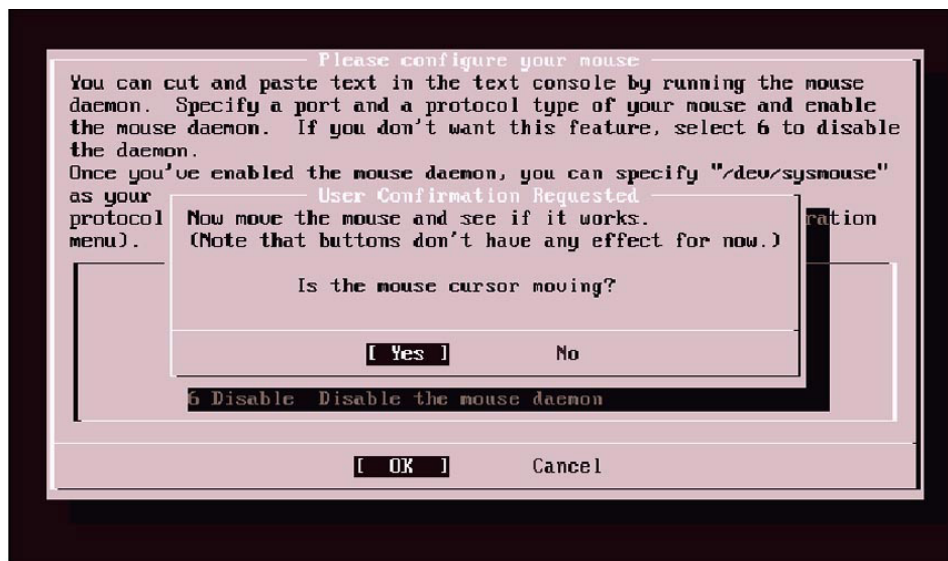 Please configure your mouse
You can cut and paste text in the text console by running the mouse
daemon.  Specify a port and a protocol type of your mouse and enable
the mouse daemon.  If you don't want this feature, select 6 to disable
the daemon.
Once you've enabled the mouse daemon, you can specify "/dev/sysmouse"
as your
User Confirmation Requested
protocol
Now move the mouse and see if it works.
ration
menu).
(Note that buttons don't have any effect for now.)
Is the mouse cursor moving?
[ Yes ]    No
6 Disable  Disable the mouse daemon
[  OK  ]    Cancel